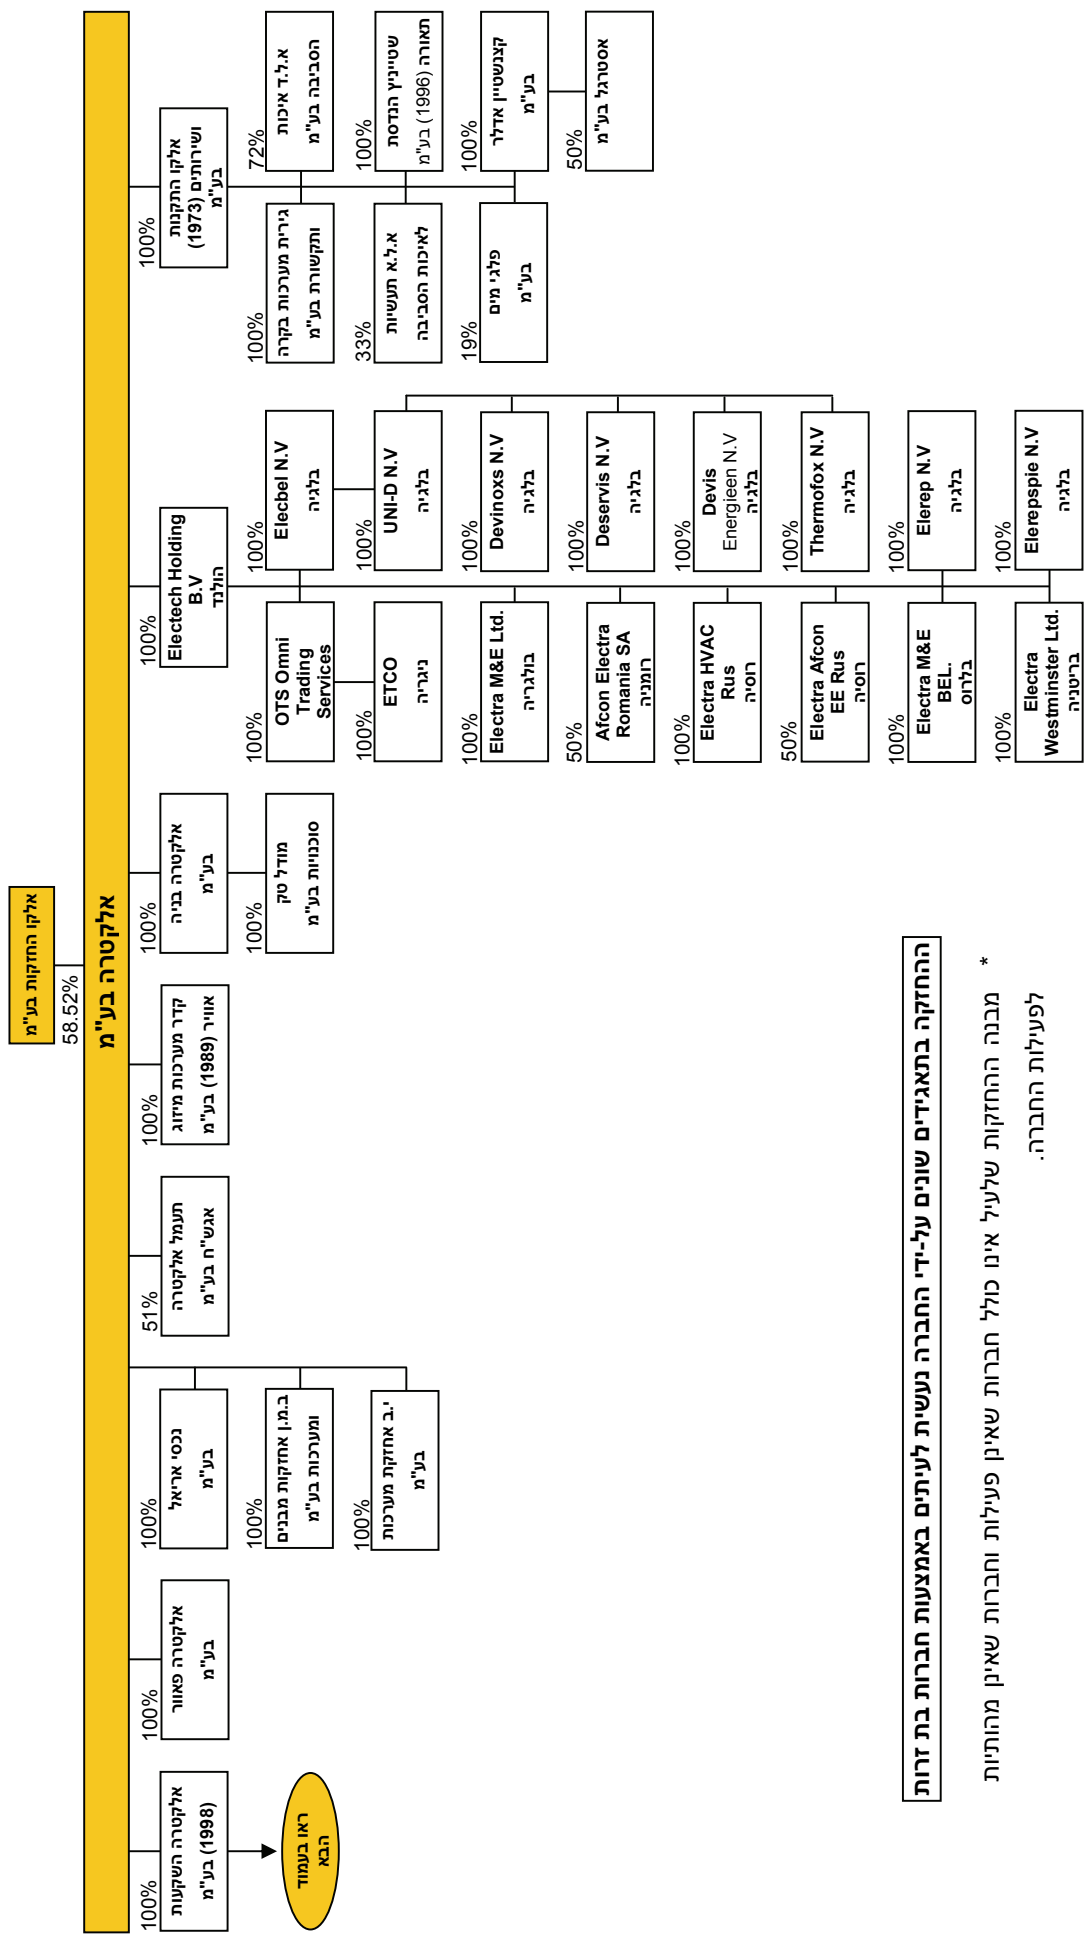 אלקו החזקות בע"מ
58.52%
אלקטרה בע"מ
100%
אלקו התקנות
ושירותים (1973)
בע"מ
72%
א.ל.ד איכות
הסביבה בע"מ
100%
גירית מערכות בקרה
ותקשורת בע"מ
100%
שטייניץ הנדסת
תאורה (1996) בע"מ
33%
א.ל.א תעשיות
לאיכות הסביבה
100%
קצנשטיין אדלר
בע"מ
19%
פלגי מים
בע"מ
50%
אסטרגל בע"מ
100%
Electech Holding
B.V
הולנד
100%
Elecbel N.V
בלגיה
100%
UNI-D N.V
בלגיה
100%
Devinoxs N.V
בלגיה
100%
Deservis N.V
בלגיה
100%
Devis
Energieen N.V
בלגיה
100%
Thermofox N.V
בלגיה
100%
Elerep N.V
בלגיה
100%
Elerepspie N.V
בלגיה
100%
OTS Omni
Trading
Services
100%
ETCO
ניגריה
100%
Electra M&E Ltd.
בולגריה
50%
Afcon Electra
Romania SA
רומניה
100%
Electra HVAC
Rus
רוסיה
50%
Electra Afcon
EE Rus
רוסיה
100%
Electra M&E
BEL.
בלרוס
100%
Electra
Westminster Ltd.
בריטניה
100%
אלקטרה בניה
בע"מ
100%
מודל טק
סוכנויות בע"מ
100%
קדר מערכות מיזוג
אוויר (1989) בע"מ
51%
תעמל אלקטרה
אגש"ח בע"מ
100%
נכסי אריאל
בע"מ
100%
ב.מ.ן אחזקות מבנים
ומערכות בע"מ
100%
י.ב אחזקת מערכות
בע"מ
100%
אלקטרה פאוור
בע"מ
100%
אלקטרה השקעות
(1998) בע"מ
ראו בעמוד
הבא
ההחזקה בתאגידים שונים על-ידי החברה נעשית לעיתים באמצעות חברות בת זרות
* מבנה ההחזקות שלעיל אינו כולל חברות שאינן פעילות וחברות שאינן מהותיות
לפעילות החברה.